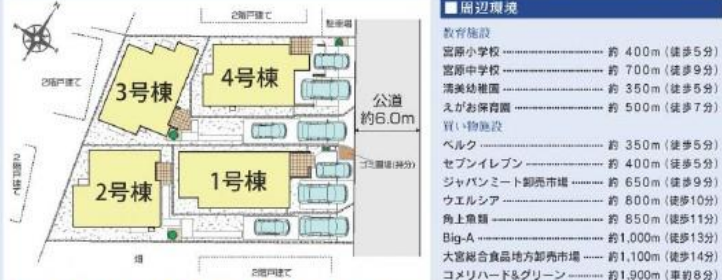 2階戸建て
駐車場
2階戸建て
3号棟
4号棟
公道
約6.0m
ゴミ置場(持分)
2階戸建て
2号棟
1号棟
畑
2階戸建て
■周辺環境
教育施設
宮原小学校 約 400m(徒歩5分)
宮原中学校 約 700m(徒歩9分)
清美幼稚園 約 350m(徒歩5分)
えがお保育園 約 500m(徒歩7分)
買い物施設
ベルク 約 350m(徒歩5分)
セブンイレブン 約 400m(徒歩5分)
ジャパンミート卸売市場 約 650m(徒歩9分)
ウエルシア 約 800m(徒歩10分)
角上魚類 約 850m(徒歩11分)
Big-A 約1,000m(徒歩13分)
大宮総合食品地方卸売市場 約1,100m(徒歩14分)
コメリハード&グリーン 約1,900m(車約8分)